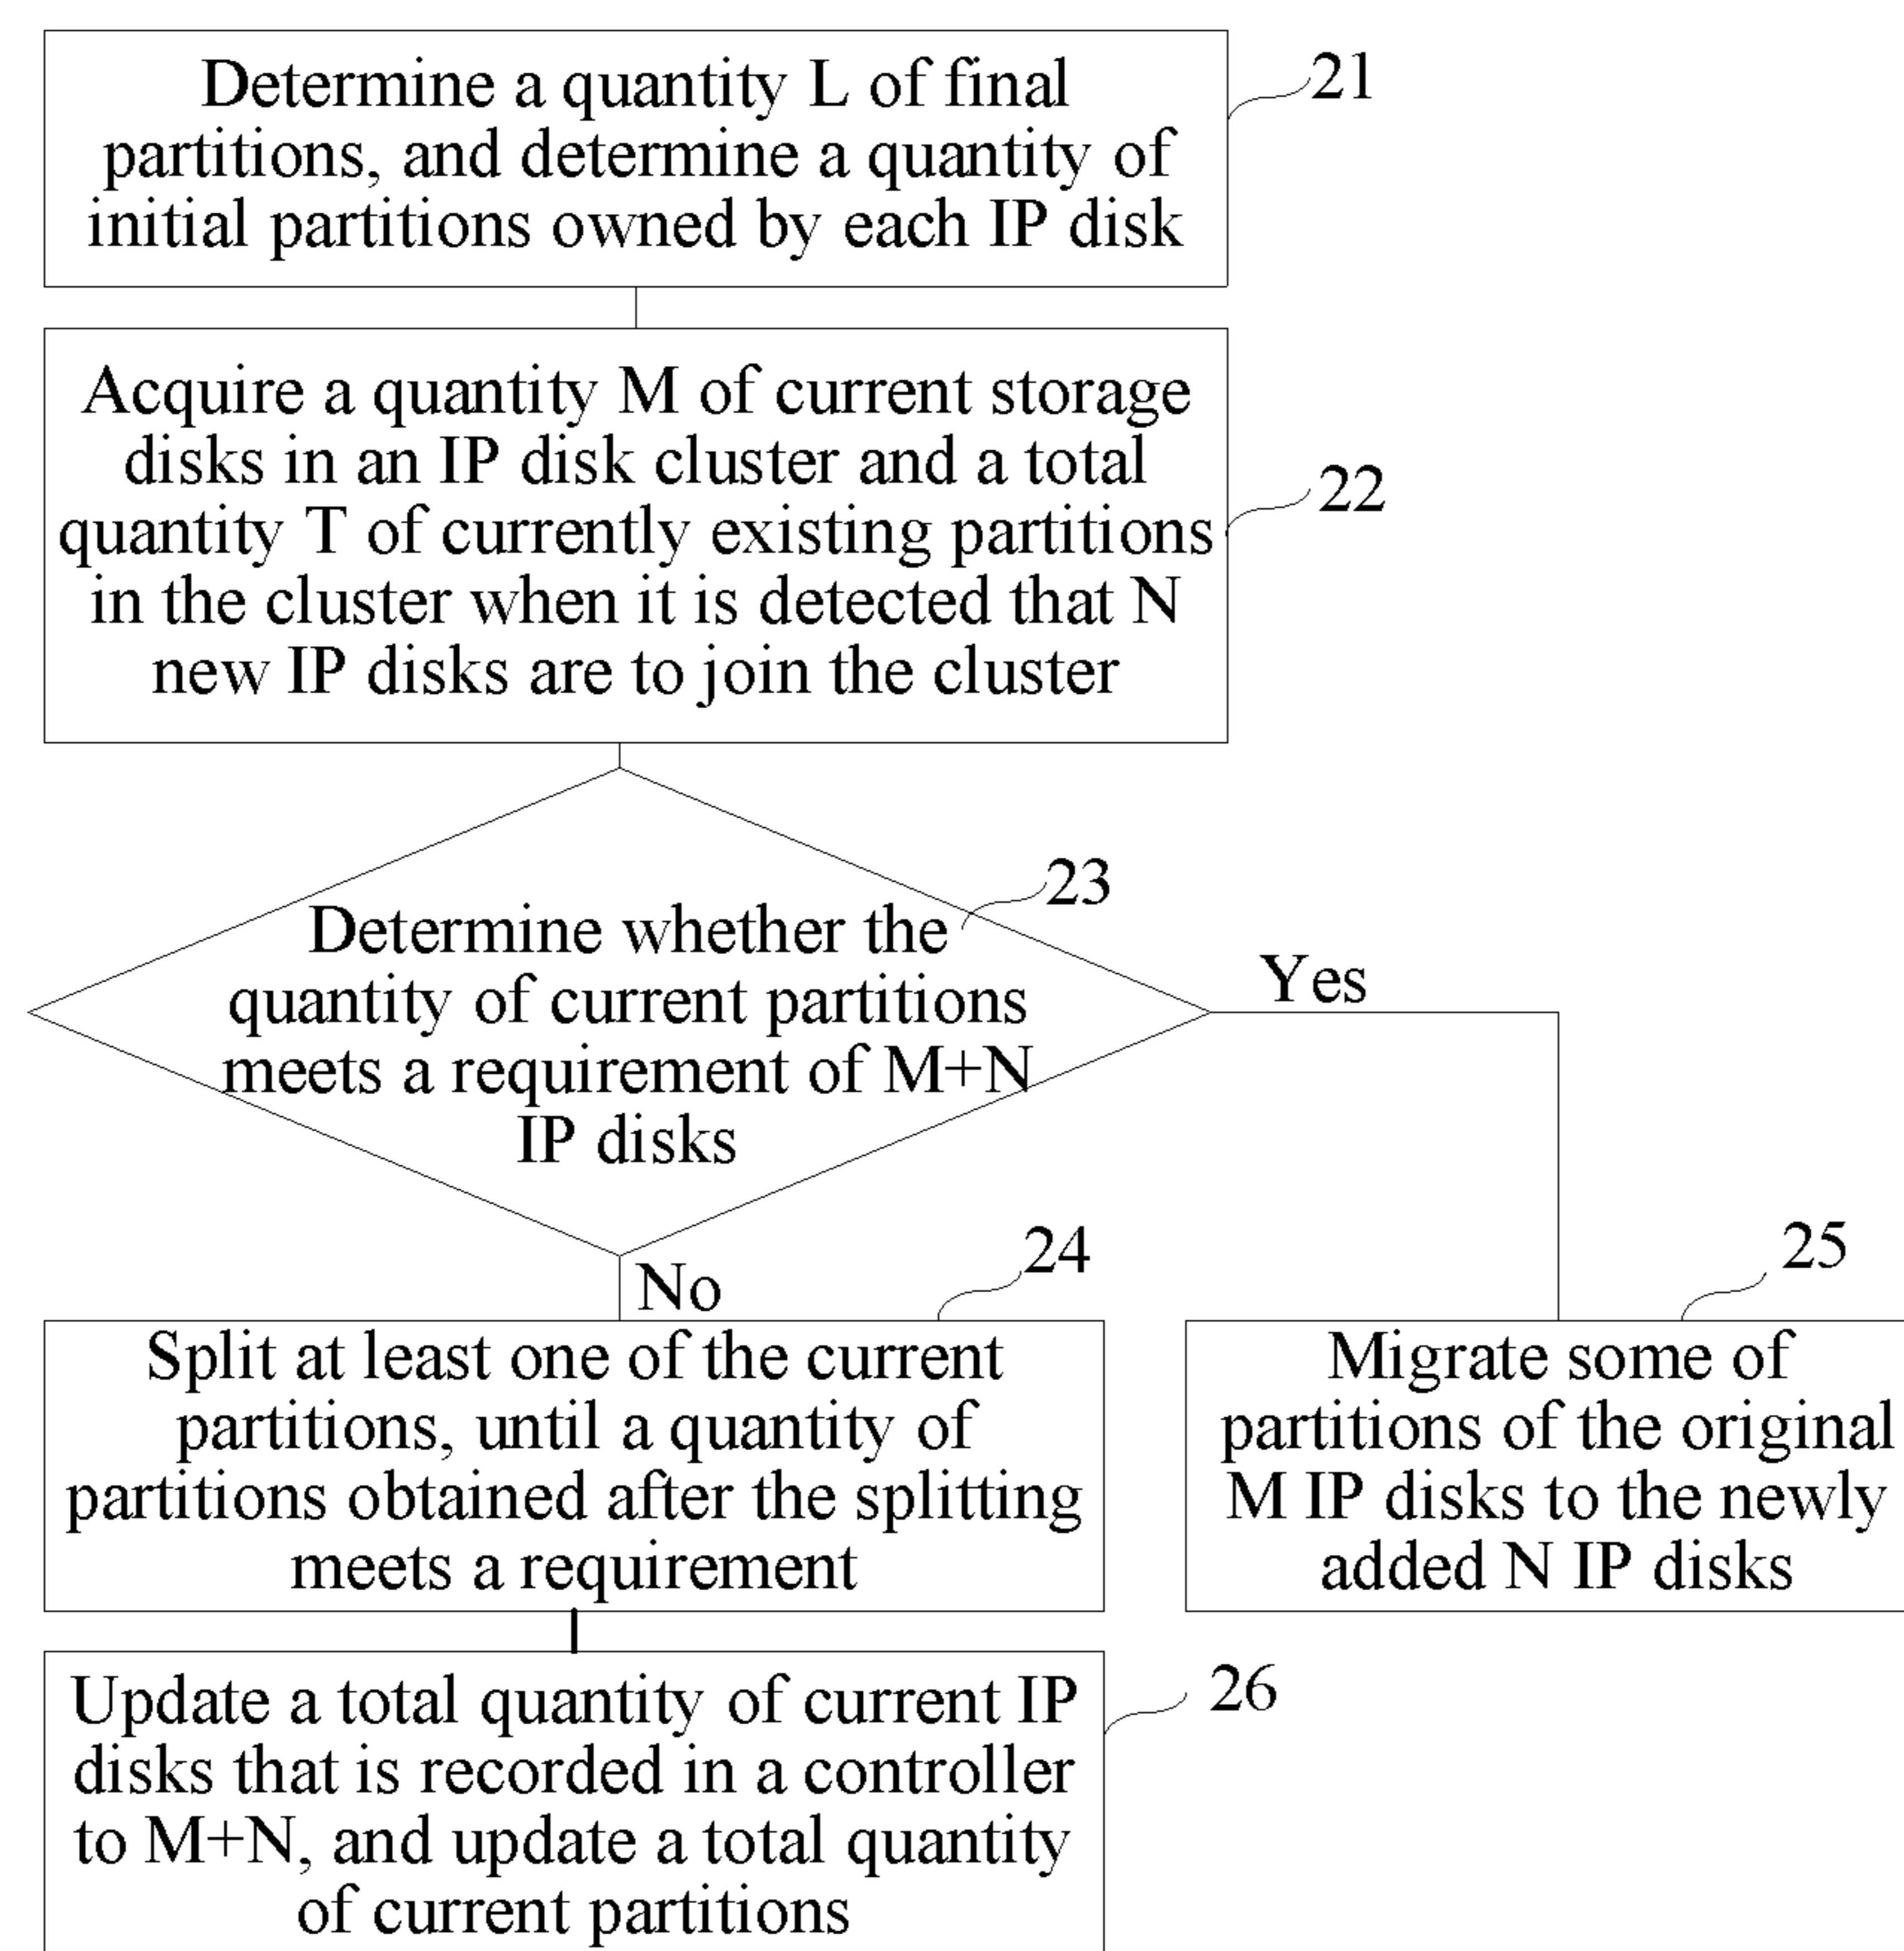 Determine a quantity L of final
partitions, and determine a quantity of
initial partitions owned by each IP disk
21
Acquire a quantity M of current storage
disks in an IP disk cluster and a total
quantity T of currently existing partitions
in the cluster when it is detected that N
new IP disks are to join the cluster
22
23
Determine whether the
quantity of current partitions
meets a requirement of M+N
IP disks
Yes
No
24
Split at least one of the current
partitions, until a quantity of
partitions obtained after the splitting
meets a requirement
25
Migrate some of
partitions of the original
M IP disks to the newly
added N IP disks
Update a total quantity of current IP
disks that is recorded in a controller
to M+N, and update a total quantity
of current partitions
26